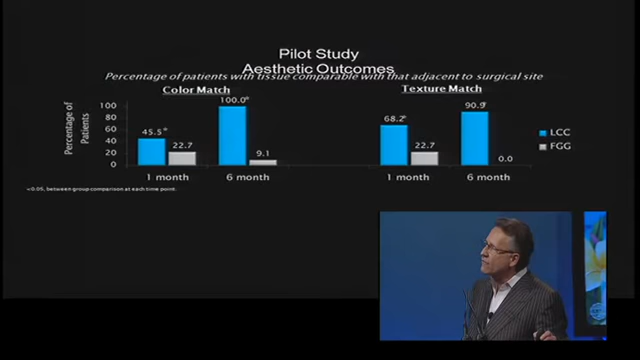 Pilot Study
Aesthetic Outcomes
Percentage of patients with tissue comparable with that adjacent to surgical site
Color Match
Texture Match
Percentage of
Patients
100
80
60
40
20
0
45.5*
22.7
100.0*
9.1
68.2*
22.7
90.9*
0.0
1 month
6 month
1 month
6 month
LCC
FGG
=0.05, between-group comparison at each time point.